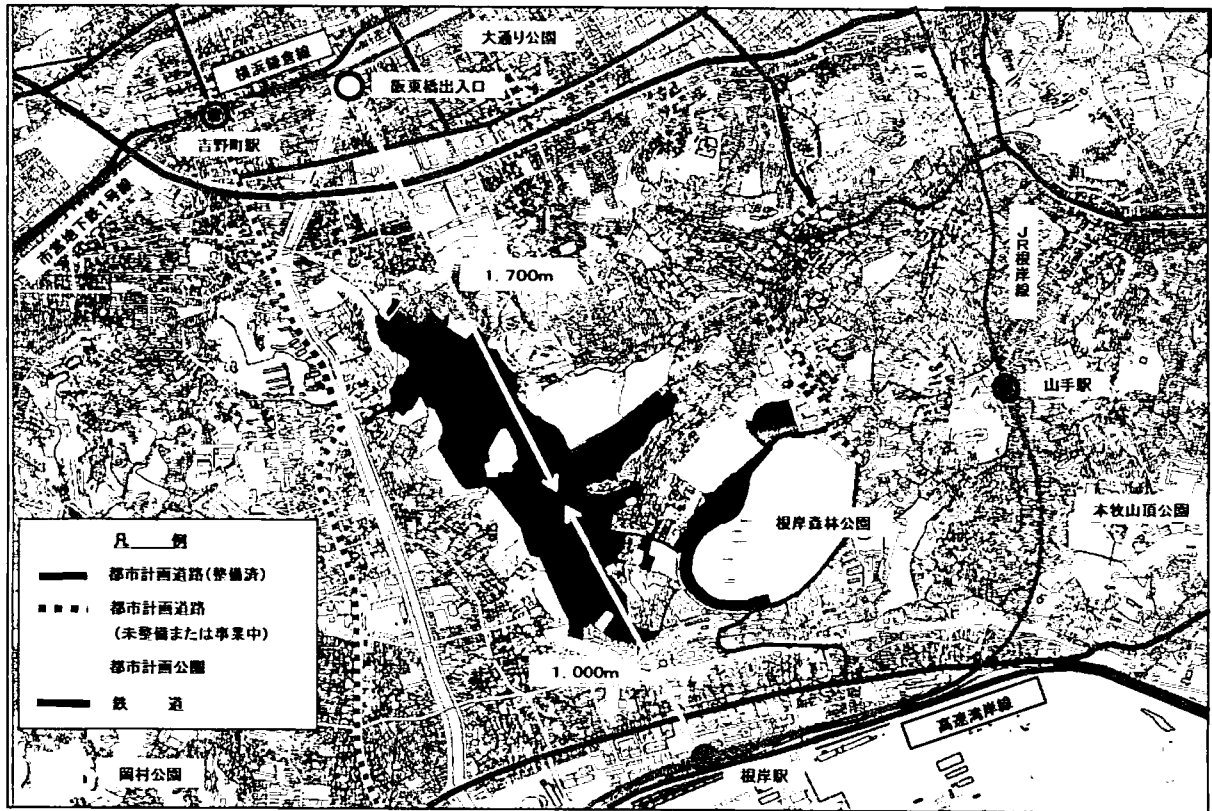 大通り公園
横浜鎌倉線
阪東橋出入口
吉野町駅
市営地下鉄1号線
JR根岸線
1,700m
山手駅
根岸森林公園
本牧山頂公園
凡 例
都市計画道路(整備済)
都市計画道路
(未整備または事業中)
都市計画公園
鉄 道
1,000m
高速湾岸線
岡村公園
根岸駅